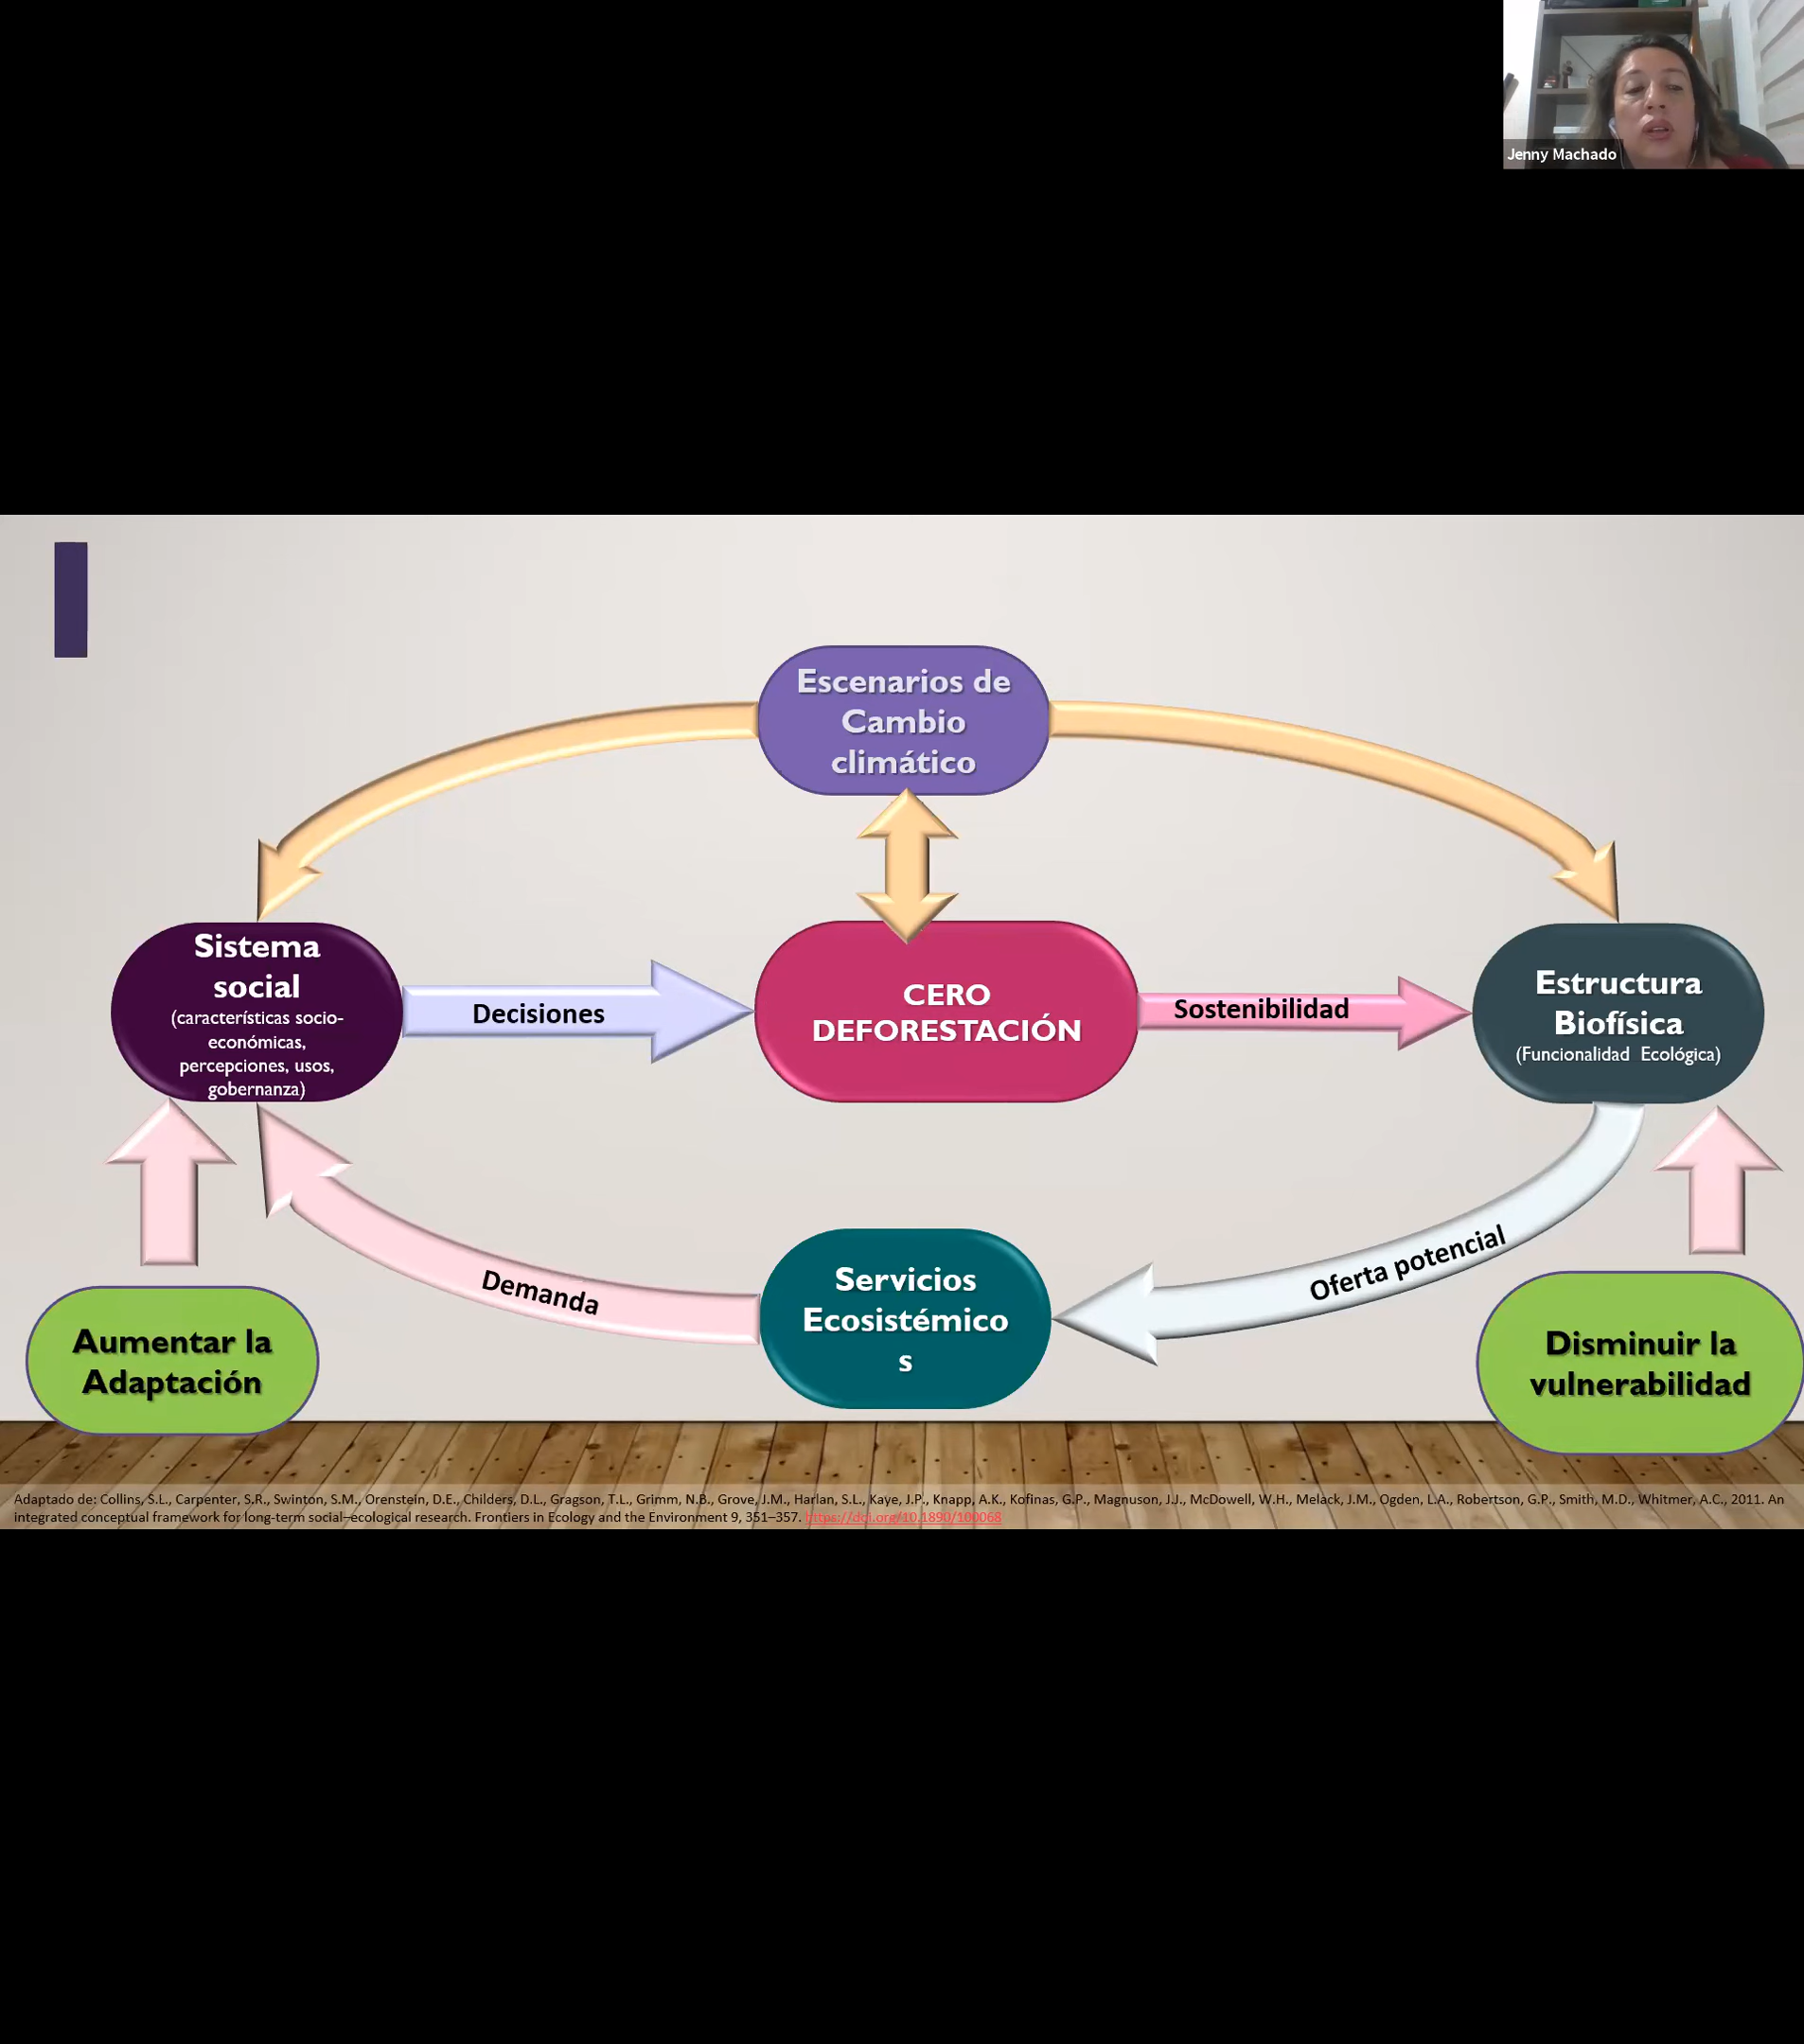 Jenny Machado
Escenarios de
Cambio
climático
Sistema
social
(características socio-
económicas,
percepciones, usos,
gobernanza)
Decisiones
CERO
DEFORESTACIÓN
Sostenibilidad
Estructura
Biofísica
(Funcionalidad Ecológica)
Demanda
Servicios
Ecosistémico
s
Oferta potencial
Aumentar la
Adaptación
Disminuir la
vulnerabilidad
Adaptado de: Collins, S.L., Carpenter, S.R., Swinton, S.M., Orenstein, D.E., Childers, D.L., Gragson, T.L., Grimm, N.B., Grove, J.M., Harlan, S.L., Kaye, J.P., Knapp, A.K., Kofinas, G.P., Magnuson, J.J., McDowell, W.H., Melack, J.M., Ogden, L.A., Robertson, G.P., Smith, M.D., Whitmer, A.C., 2011. An
integrated conceptual framework for long-term social–ecological research. Frontiers in Ecology and the Environment 9, 351–357. https://doi.org/10.1890/100068